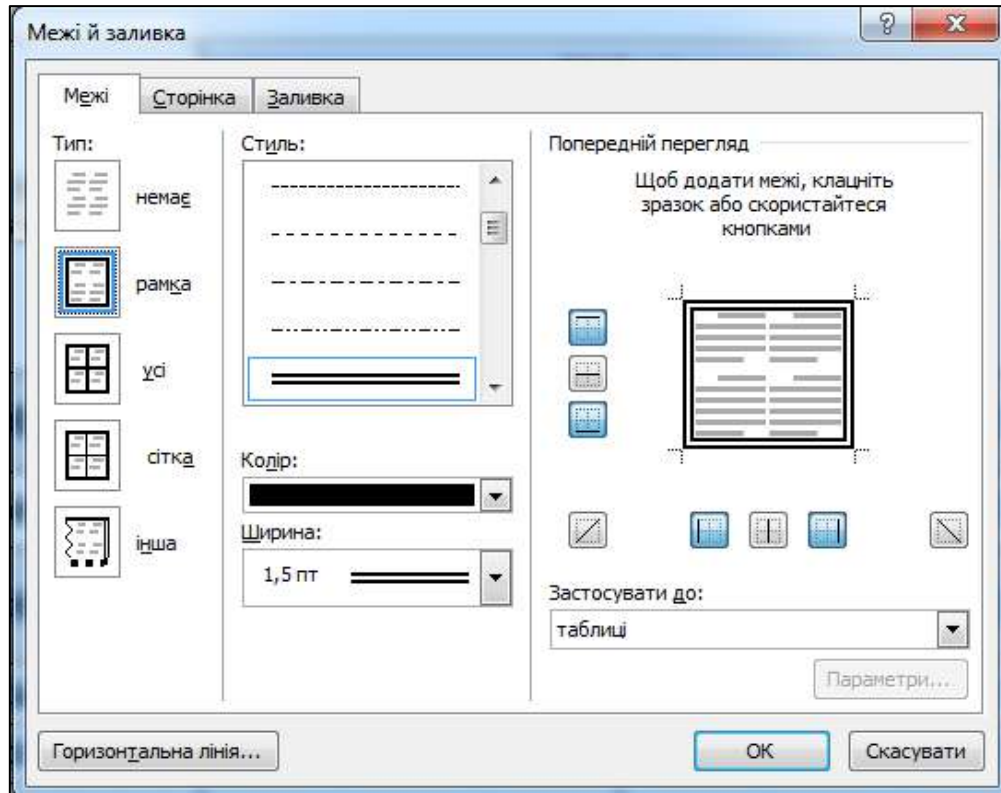 Межі й заливка
Межі
Сторінка
Заливка
Тип:
немає
рамка
усі
сітка
інша
Стиль:
Колір:
Ширина:
1,5 пт
Попередній перегляд
Щоб додати межі, клацніть
зразок або скористайтеся
кнопками
Застосувати до:
таблиці
Параметри...
Горизонтальна лінія...
ОК
Скасувати